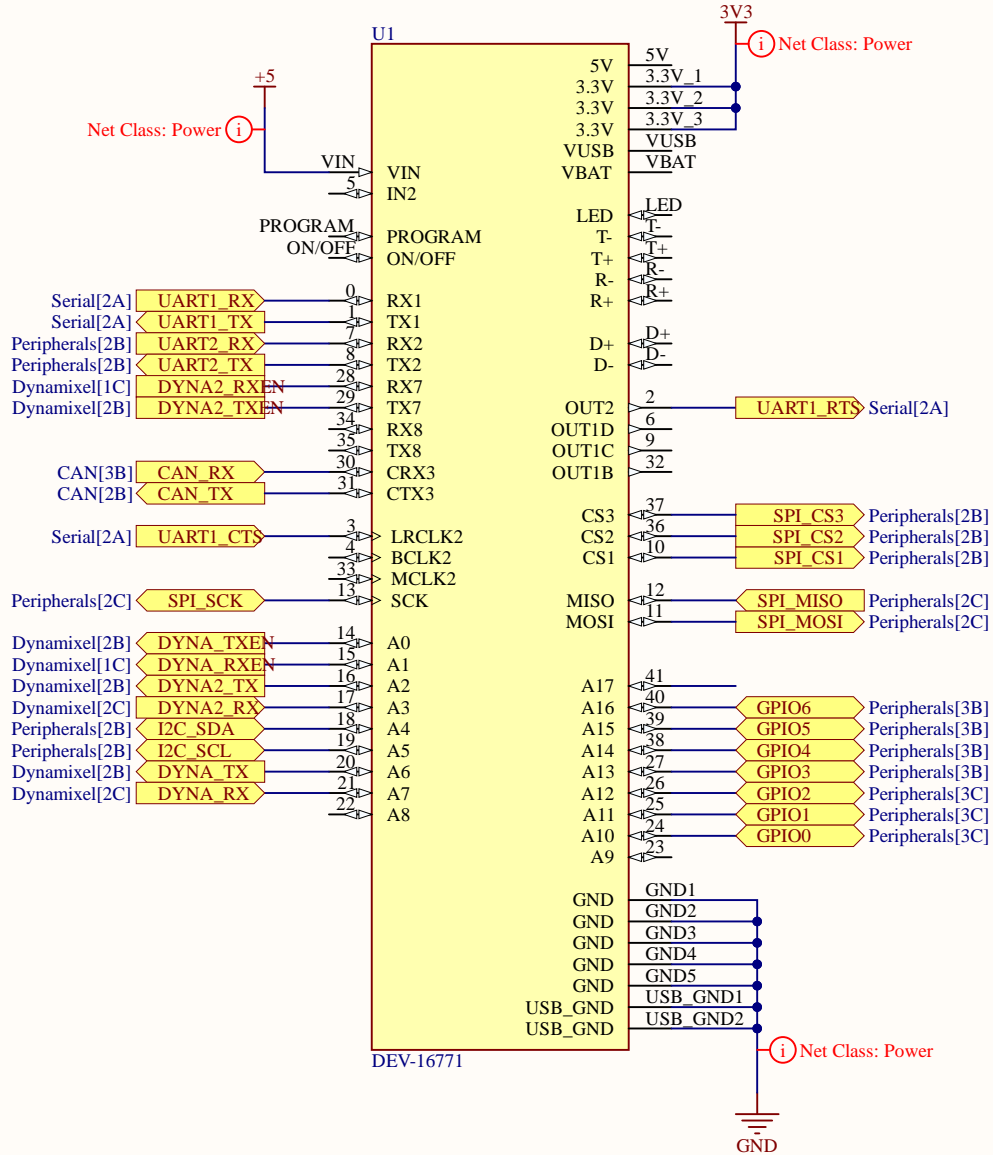 3V3
Net Class: Power
U1
+5
Net Class: Power
5V 5V
3.3V 3.3V_1
3.3V 3.3V_2
3.3V 3.3V_3
VUSB VUSB
VIN VIN VBAT VBAT
5 IN2
LED LED
PROGRAM PROGRAM T- T-
ON/OFF ON/OFF T+ T+
R- R-
Serial[2A] UART1_RX 0 RX1 R+ R+
Serial[2A] UART1_TX 1 TX1
Peripherals[2B] UART2_RX 7 RX2 D+ D+
Peripherals[2B] UART2_TX 8 TX2 D- D-
Dynamixel[1C] DYNA2_RXEN 28 RX7
Dynamixel[2B] DYNA2_TXEN 29 TX7 OUT2 2 UART1_RTS Serial[2A]
34 RX8 OUT1D 6
35 TX8 OUT1C 9
CAN[3B] CAN_RX 30 CRX3 OUT1B 32
CAN[2B] CAN_TX 31 CTX3
CS3 37 SPI_CS3 Peripherals[2B]
Serial[2A] UART1_CTS 3 LRCLK2 CS2 36 SPI_CS2 Peripherals[2B]
4 BCLK2 CS1 10 SPI_CS1 Peripherals[2B]
33 MCLK2
Peripherals[2C] SPI_SCK 13 SCK MISO 12 SPI_MISO Peripherals[2C]
MOSI 11 SPI_MOSI Peripherals[2C]
Dynamixel[2B] DYNA_TXEN 14 A0
Dynamixel[1C] DYNA_RXEN 15 A1
Dynamixel[2B] DYNA2_TX 16 A2 A17 41
Dynamixel[2C] DYNA2_RX 17 A3 A16 40 GPIO6 Peripherals[3B]
Peripherals[2B] I2C_SDA 18 A4 A15 39 GPIO5 Peripherals[3B]
Peripherals[2B] I2C_SCL 19 A5 A14 38 GPIO4 Peripherals[3B]
Dynamixel[2B] DYNA_TX 20 A6 A13 27 GPIO3 Peripherals[3B]
Dynamixel[2C] DYNA_RX 21 A7 A12 26 GPIO2 Peripherals[3C]
22 A8 A11 25 GPIO1 Peripherals[3C]
A10 24 GPIO0 Peripherals[3C]
A9 23
GND GND1
GND GND2
GND GND3
GND GND4
GND GND5
USB_GND USB_GND1
USB_GND USB_GND2
Net Class: Power
DEV-16771
GND